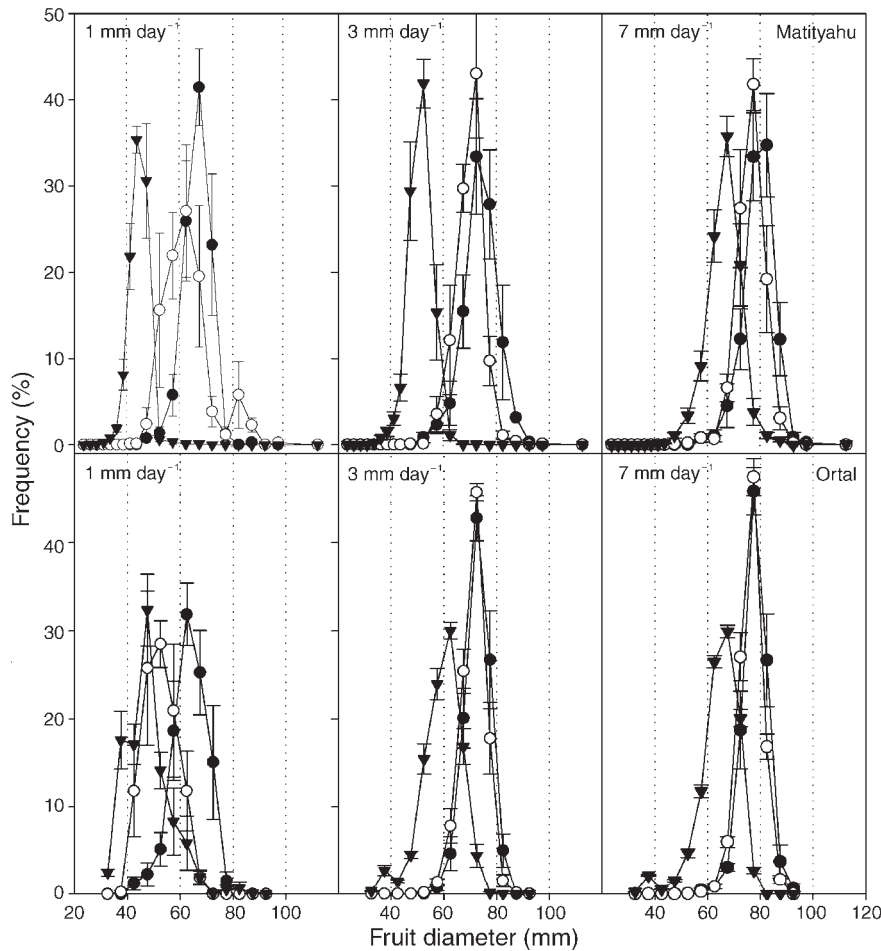 1 mm day⁻¹ 3 mm day⁻¹ 7 mm day⁻¹ Matityahu
50
40
30
20
10
0
Frequency (%)
1 mm day⁻¹ 3 mm day⁻¹ 7 mm day⁻¹ Ortal
40
30
20
10
0
20 40 60 80 100 40 60 80 100 40 60 80 100 120
Fruit diameter (mm)